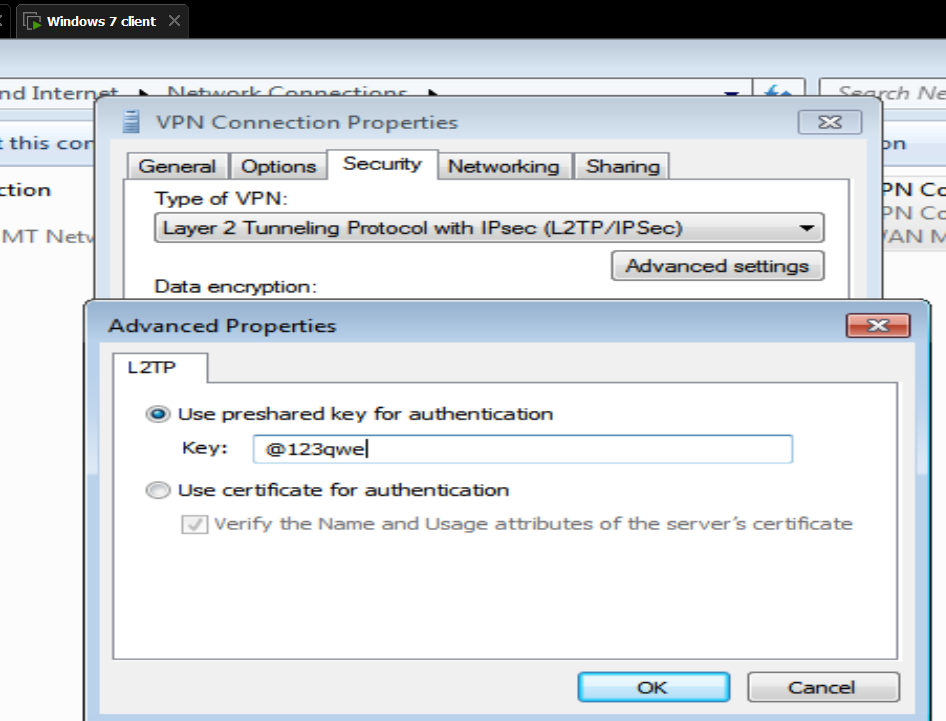 Windows 7 client
nd Internet Network Connections Search Ne
VPN Connection Properties
t this con
on
General Options Security Networking Sharing
ction
PN Co
Type of VPN:
PN Co
Layer 2 Tunneling Protocol with IPsec (L2TP/IPSec)
MT Netw
AN M
Advanced settings
Data encryption:
Advanced Properties
L2TP
Use preshared key for authentication
Key: @123qwe
Use certificate for authentication
Verify the Name and Usage attributes of the server's certificate
OK Cancel